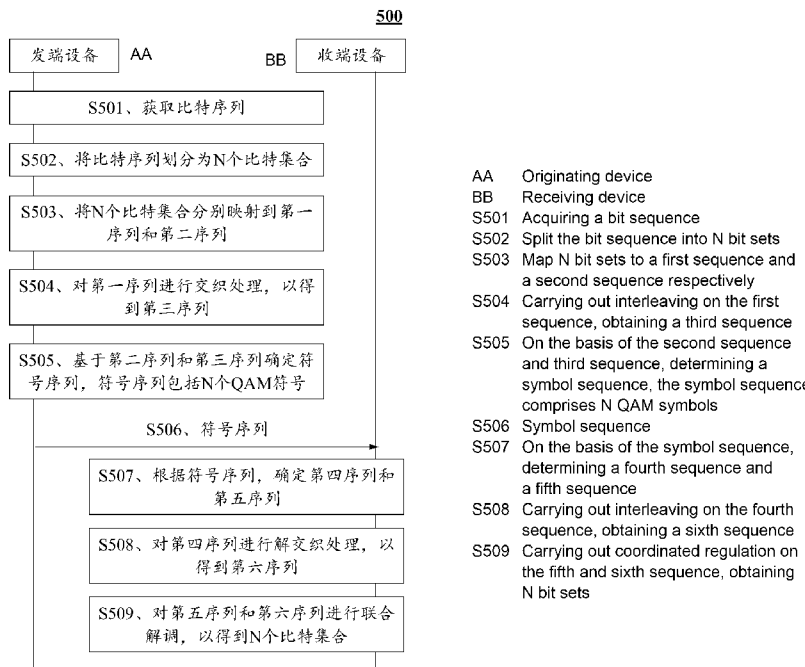 500
发端设备 AA
BB 收端设备
S501、获取比特序列
S502、将比特序列划分为N个比特集合
S503、将N个比特集合分别映射到第一
序列和第二序列
S504、对第一序列进行交织处理，以得
到第三序列
S505、基于第二序列和第三序列确定符
号序列，符号序列包括N个QAM符号
S506、符号序列
S507、根据符号序列，确定第四序列和
第五序列
S508、对第四序列进行解交织处理，以
得到第六序列
S509、对第五序列和第六序列进行联合
解调，以得到N个比特集合
AA Originating device
BB Receiving device
S501 Acquiring a bit sequence
S502 Split the bit sequence into N bit sets
S503 Map N bit sets to a first sequence and
a second sequence respectively
S504 Carrying out interleaving on the first
sequence, obtaining a third sequence
S505 On the basis of the second sequence
and third sequence, determining a
symbol sequence, the symbol sequence
comprises N QAM symbols
S506 Symbol sequence
S507 On the basis of the symbol sequence,
determining a fourth sequence and
a fifth sequence
S508 Carrying out interleaving on the fourth
sequence, obtaining a sixth sequence
S509 Carrying out coordinated regulation on
the fifth and sixth sequence, obtaining
N bit sets